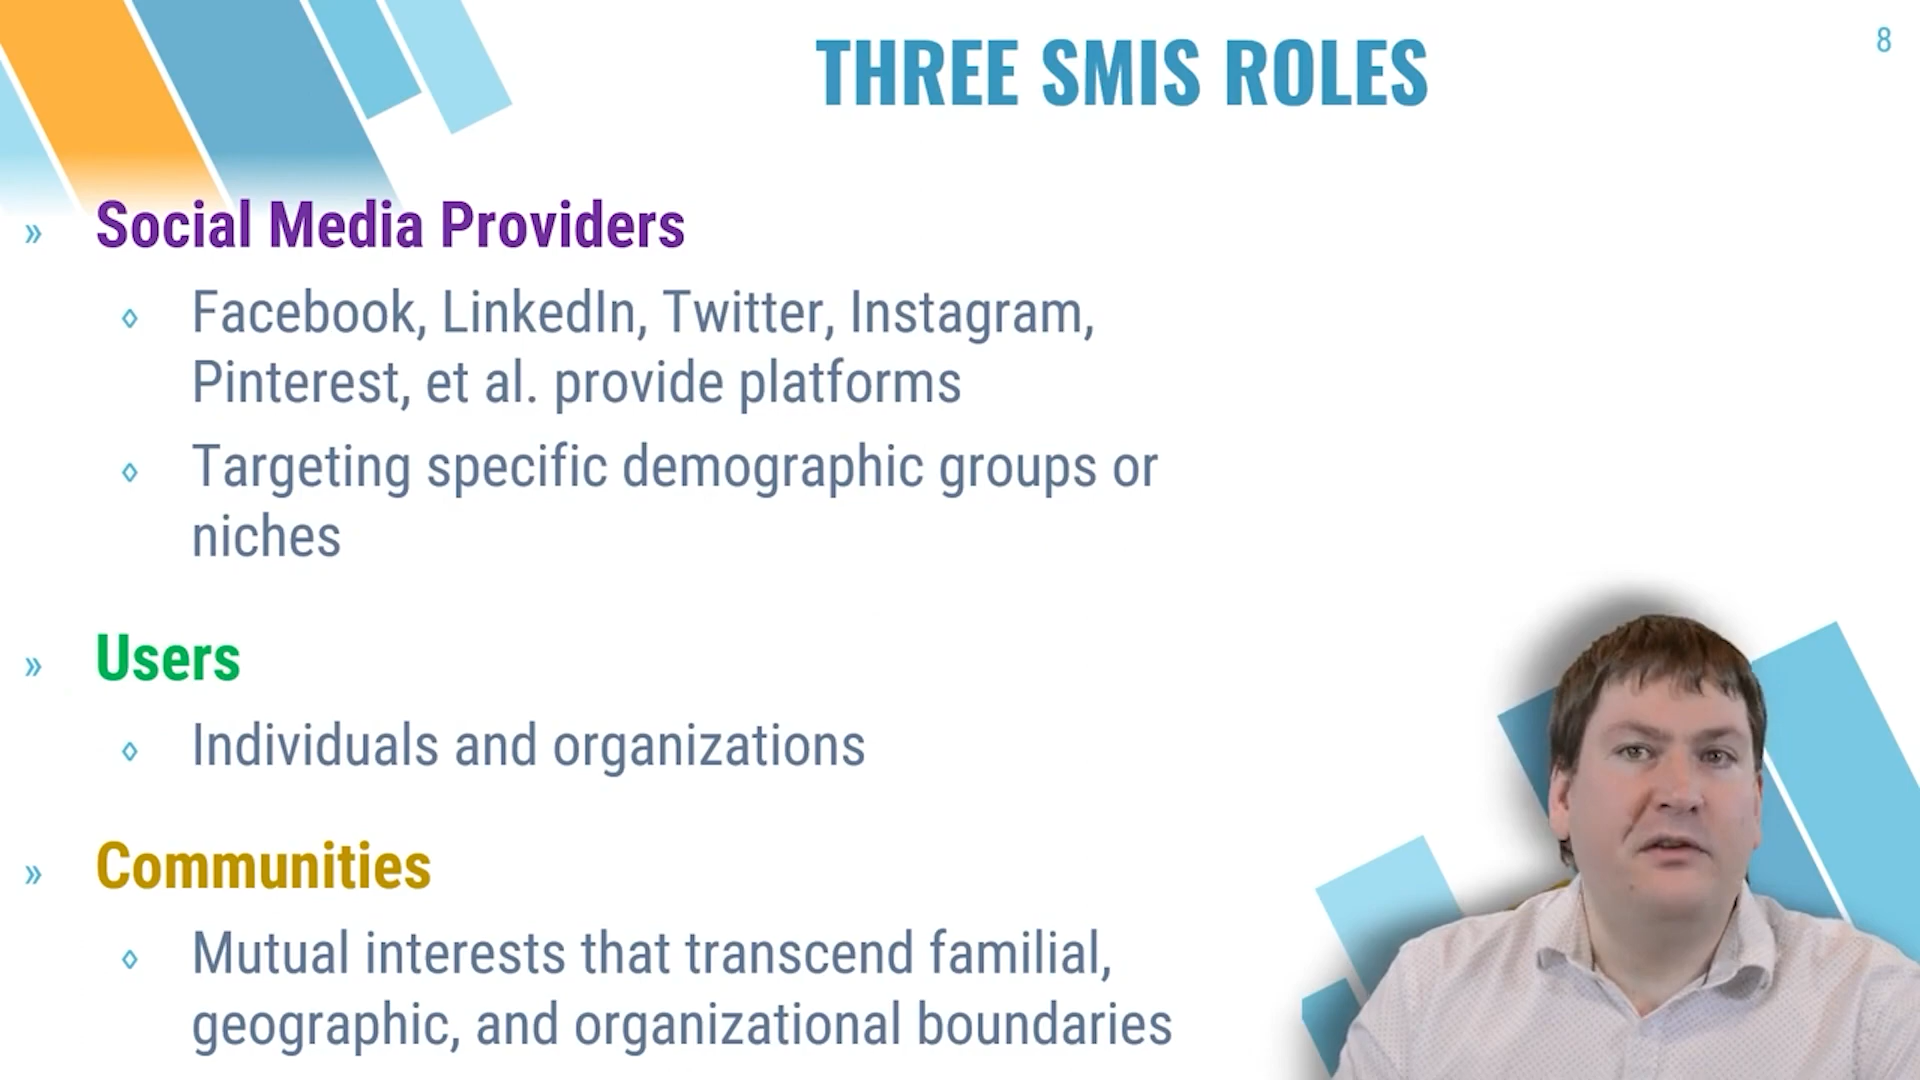 THREE SMIS ROLES
8
» Social Media Providers
◊ Facebook, LinkedIn, Twitter, Instagram,
Pinterest, et al. provide platforms
◊ Targeting specific demographic groups or
niches
» Users
◊ Individuals and organizations
» Communities
◊ Mutual interests that transcend familial,
geographic, and organizational boundaries